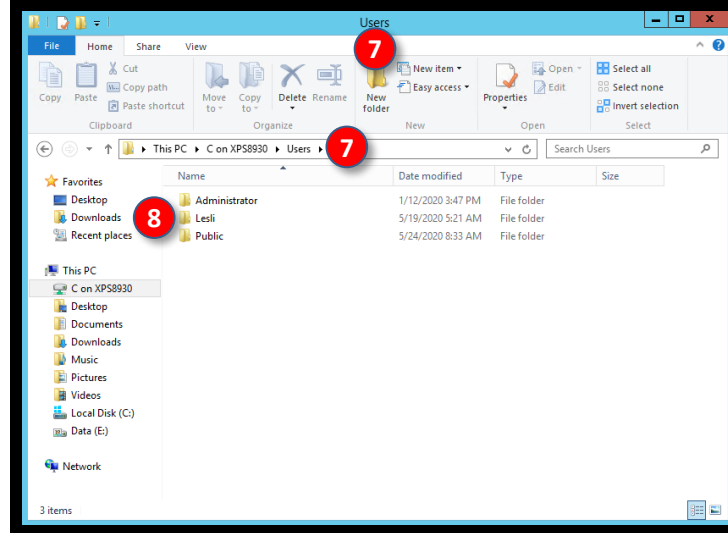 Users
7
File Home Share View
Copy
Paste
Cut
Copy path
Paste shortcut
Clipboard
Move to
Copy to
Delete
Rename
Organize
New folder
New item
Easy access
New
Properties
Open
Edit
Open
Select all
Select none
Invert selection
Select
This PC Con XPS8930 Users
7
Search Users
Name Date modified Type Size
Administrator 1/12/2020 3:47 PM File folder
8
Lesli 5/19/2020 5:21 AM File folder
Public 5/24/2020 8:33 AM File folder
Favorites
Desktop
Downloads
Recent places
This PC
C on XPS8930
Desktop
Documents
Downloads
Music
Pictures
Videos
Local Disk (C:)
Data (E:)
Network
3 items